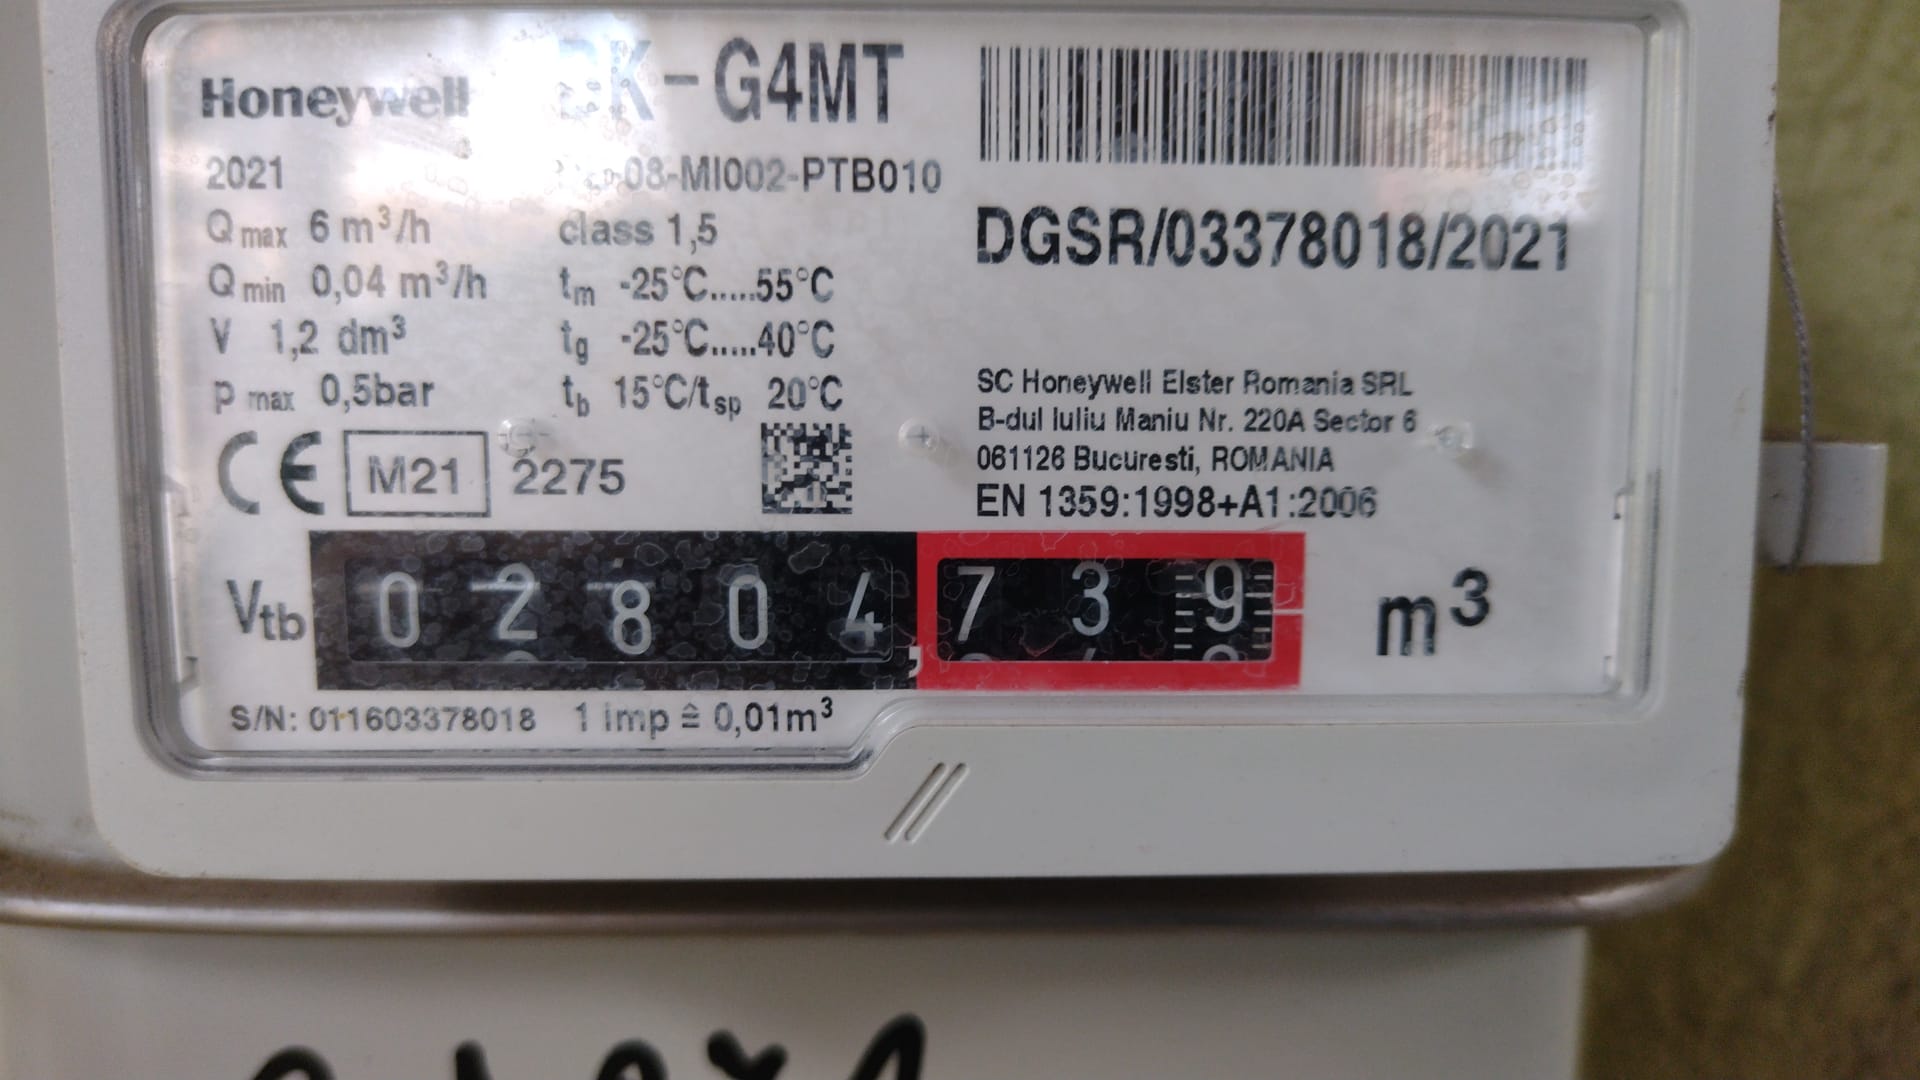 Honeywell
-G4MT
2021
08-MI002-PTB010
Qmax 6 m³/h
class 1,5
Qmin 0,04 m³/h
tm -25°C.....55°C
V 1,2 dm³
tg -25°C.....40°C
pmax 0,5bar
tb 15°C/tsp 20°C
CE M21 2275
DGSR/03378018/2021
SC Honeywell Elster Romania SRL
B-dul Iuliu Maniu Nr. 220A Sector 6
061126 Bucuresti, ROMANIA
EN 1359:1998+A1:2006
Vtb 02804,739 m³
S/N: 011603378018 1 imp ≙ 0,01m³